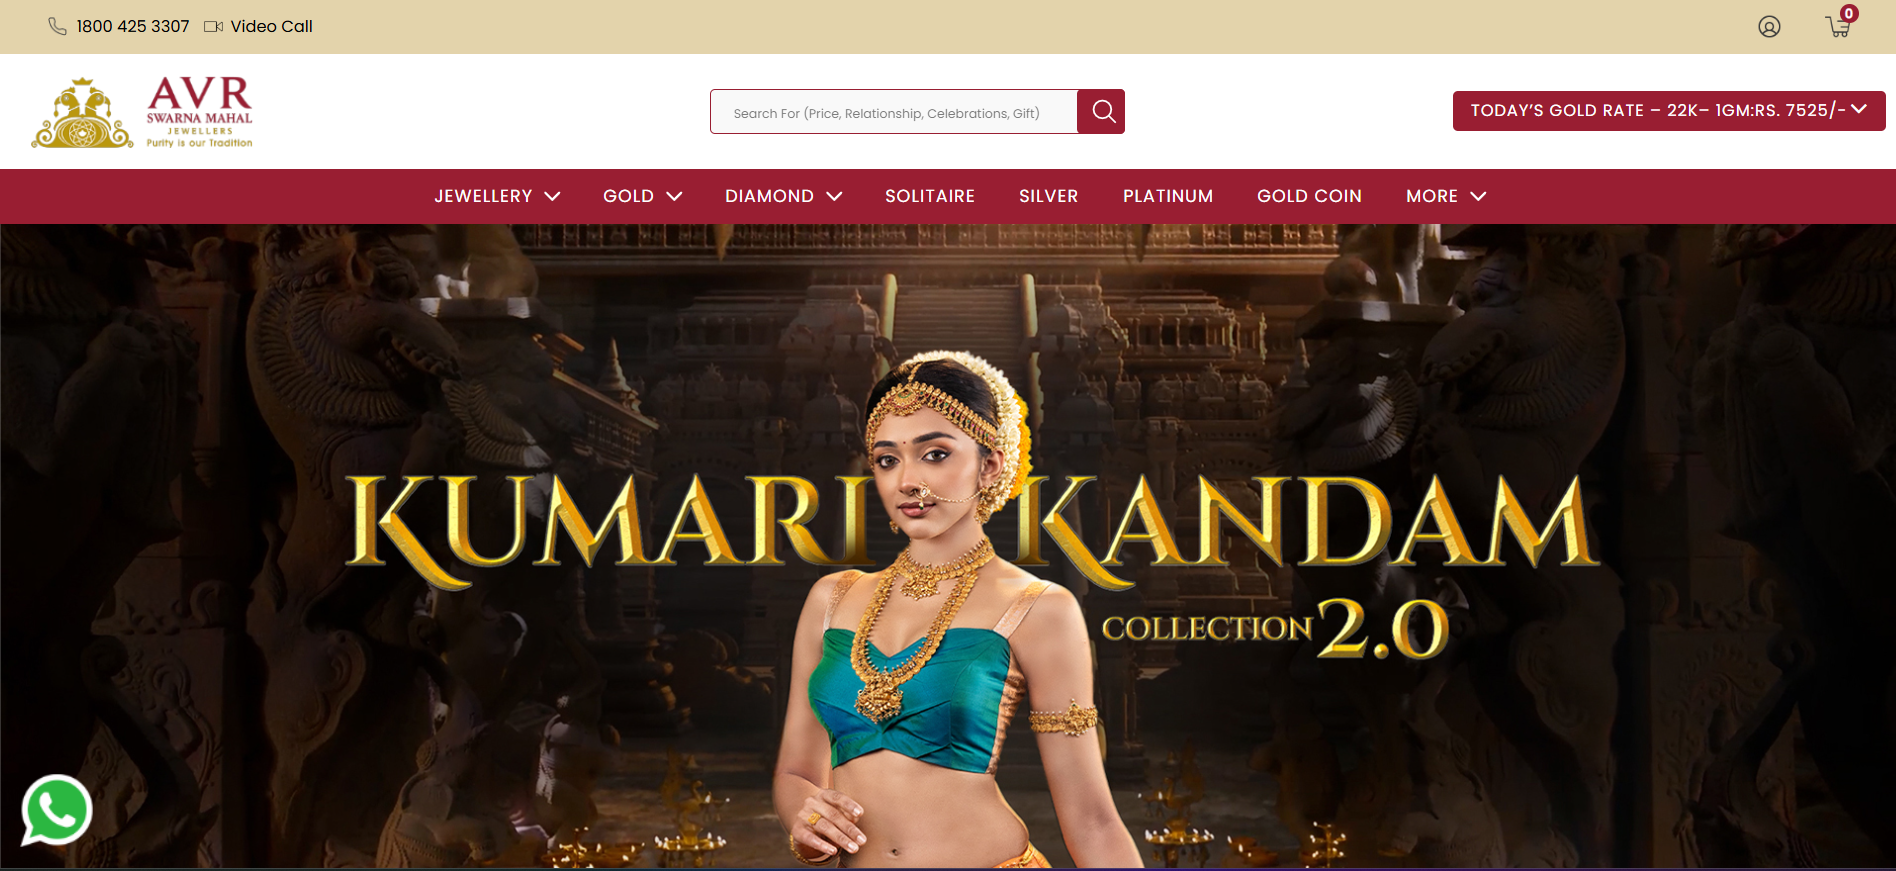 1800 425 3307 Video Call
0
AVR
SWARNA MAHAL
JEWELLERS
Purity is our Tradition
Search For (Price, Relationship, Celebrations, Gift)
TODAY'S GOLD RATE – 22K– 1GM:RS. 7525/-
JEWELLERY GOLD DIAMOND SOLITAIRE SILVER PLATINUM GOLD COIN MORE
KUMARI KANDAM
COLLECTION 2.0